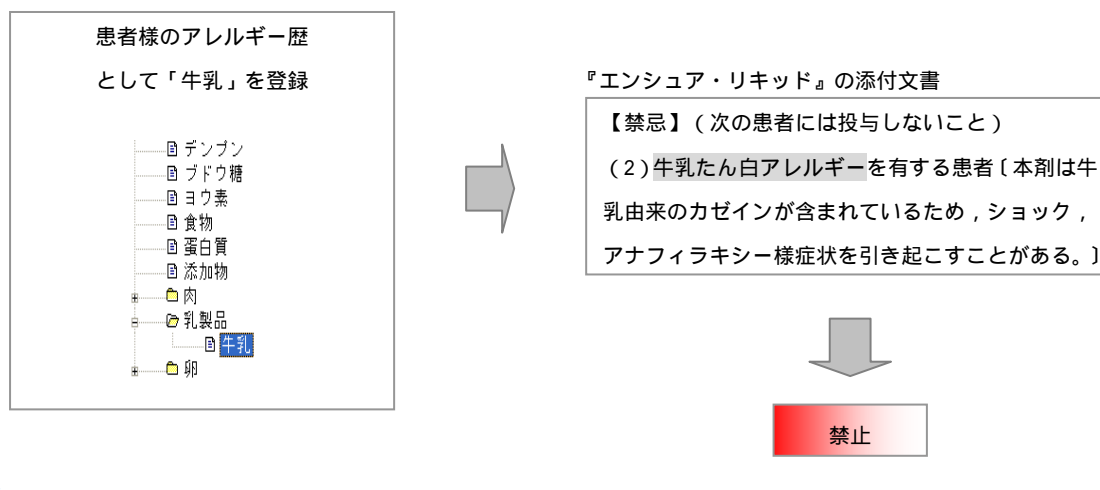 患者様のアレルギー歴
として「牛乳」を登録
デンプン
ブドウ糖
ヨウ素
食物
蛋白質
添加物
肉
乳製品
牛乳
卵
『エンシュア・リキッド』の添付文書
【禁忌】(次の患者には投与しないこと)
(2)牛乳たん白アレルギーを有する患者〔本剤は牛
乳由来のカゼインが含まれているため,ショック,
アナフィラキシー様症状を引き起こすことがある。〕
禁止